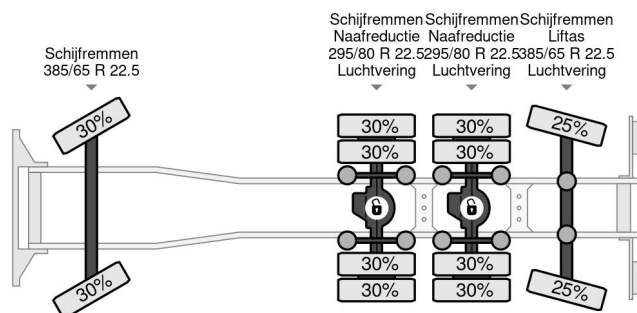 Schijfremmen
385/65 R 22.5
Schijfremmen
Naafreductie
295/80 R 22.5
Luchtvering
Schijfremmen
Naafreductie
295/80 R 22.5
Luchtvering
Schijfremmen
Liftas
385/65 R 22.5
Luchtvering
30%
30%
30%
25%
30%
30%
30%
30%
30%
30%
30%
25%